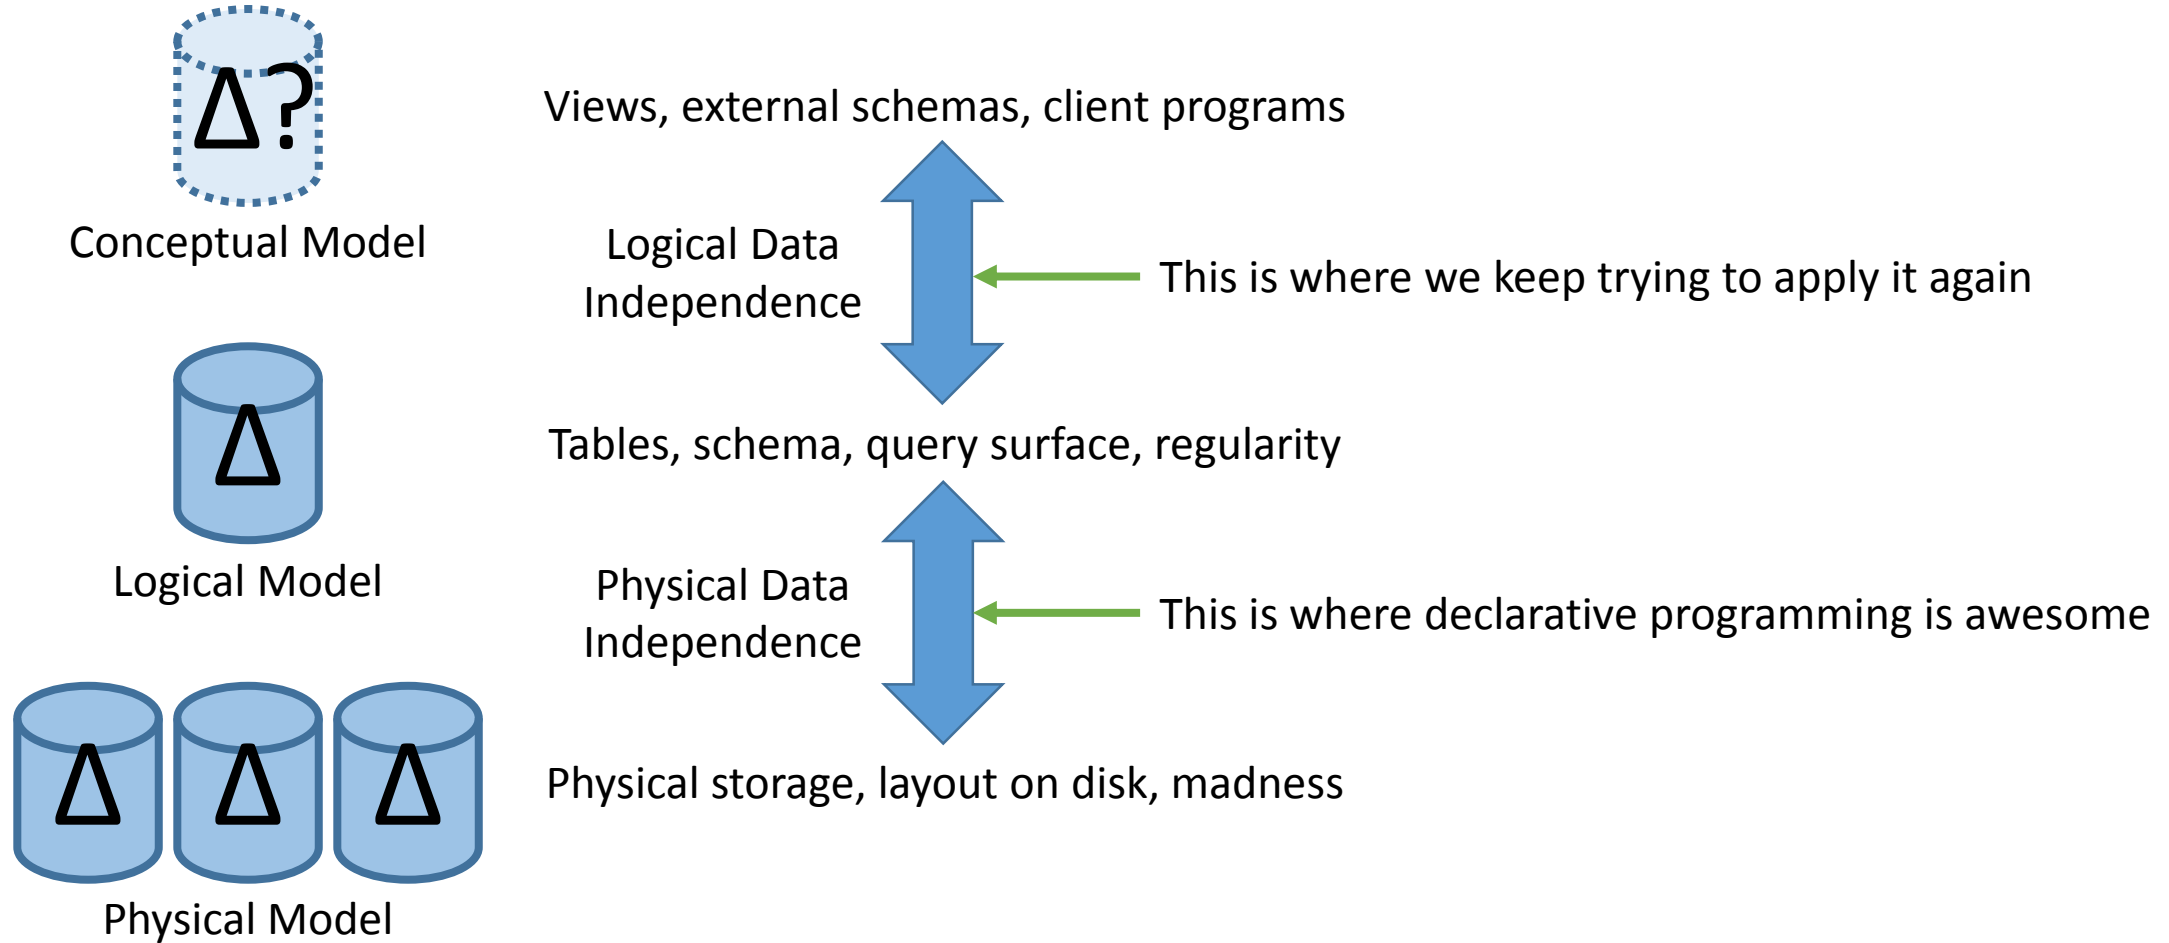 Δ?
Views, external schemas, client programs
Conceptual Model
Logical Data
Independence
This is where we keep trying to apply it again
Δ
Tables, schema, query surface, regularity
Logical Model
Physical Data
Independence
This is where declarative programming is awesome
Δ Δ Δ
Physical storage, layout on disk, madness
Physical Model